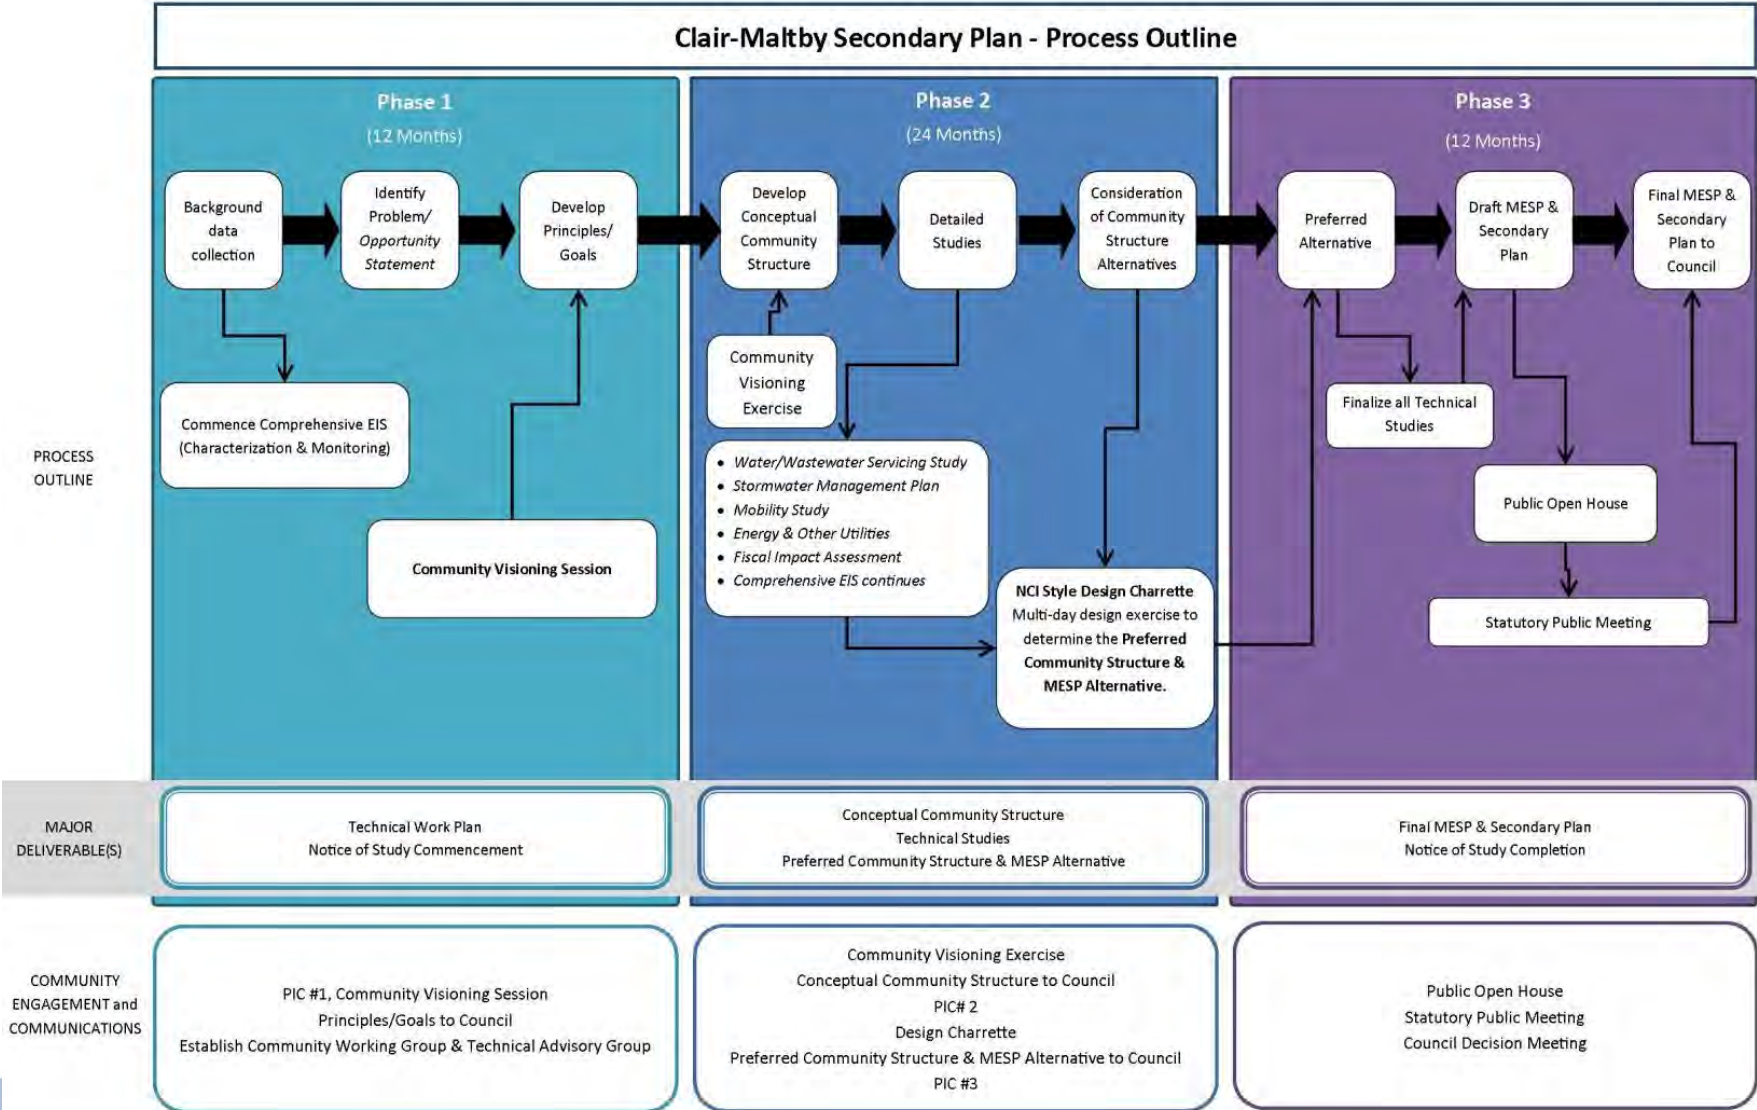 Clair-Maltby Secondary Plan - Process Outline
Phase 1
(12 Months)
Background
data
collection
Identify
Problem/
Opportunity
Statement
Develop
Principles/
Goals
Commence Comprehensive EIS
(Characterization & Monitoring)
Community Visioning Session
Phase 2
(24 Months)
Develop
Conceptual
Community
Structure
Detailed
Studies
Consideration
of Community
Structure
Alternatives
Community
Visioning
Exercise
• Water/Wastewater Servicing Study
• Stormwater Management Plan
• Mobility Study
• Energy & Other Utilities
• Fiscal Impact Assessment
• Comprehensive EIS continues
NCI Style Design Charrette
Multi-day design exercise to
determine the Preferred
Community Structure &
MESP Alternative.
Phase 3
(12 Months)
Preferred
Alternative
Draft MESP &
Secondary
Plan
Final MESP &
Secondary
Plan to
Council
Finalize all Technical
Studies
Public Open House
Statutory Public Meeting
PROCESS
OUTLINE
MAJOR
DELIVERABLE(S)
Technical Work Plan
Notice of Study Commencement
Conceptual Community Structure
Technical Studies
Preferred Community Structure & MESP Alternative
Final MESP & Secondary Plan
Notice of Study Completion
COMMUNITY
ENGAGEMENT and
COMMUNICATIONS
PIC #1, Community Visioning Session
Principles/Goals to Council
Establish Community Working Group & Technical Advisory Group
Community Visioning Exercise
Conceptual Community Structure to Council
PIC# 2
Design Charrette
Preferred Community Structure & MESP Alternative to Council
PIC #3
Public Open House
Statutory Public Meeting
Council Decision Meeting